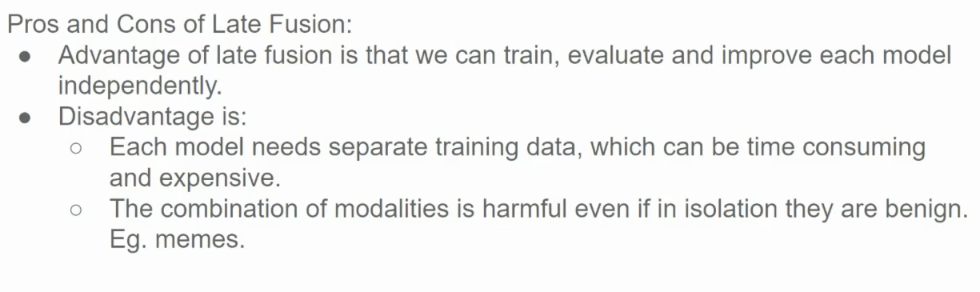 Pros and Cons of Late Fusion:
● Advantage of late fusion is that we can train, evaluate and improve each model
independently.
● Disadvantage is:
○ Each model needs separate training data, which can be time consuming
and expensive.
○ The combination of modalities is harmful even if in isolation they are benign.
Eg. memes.